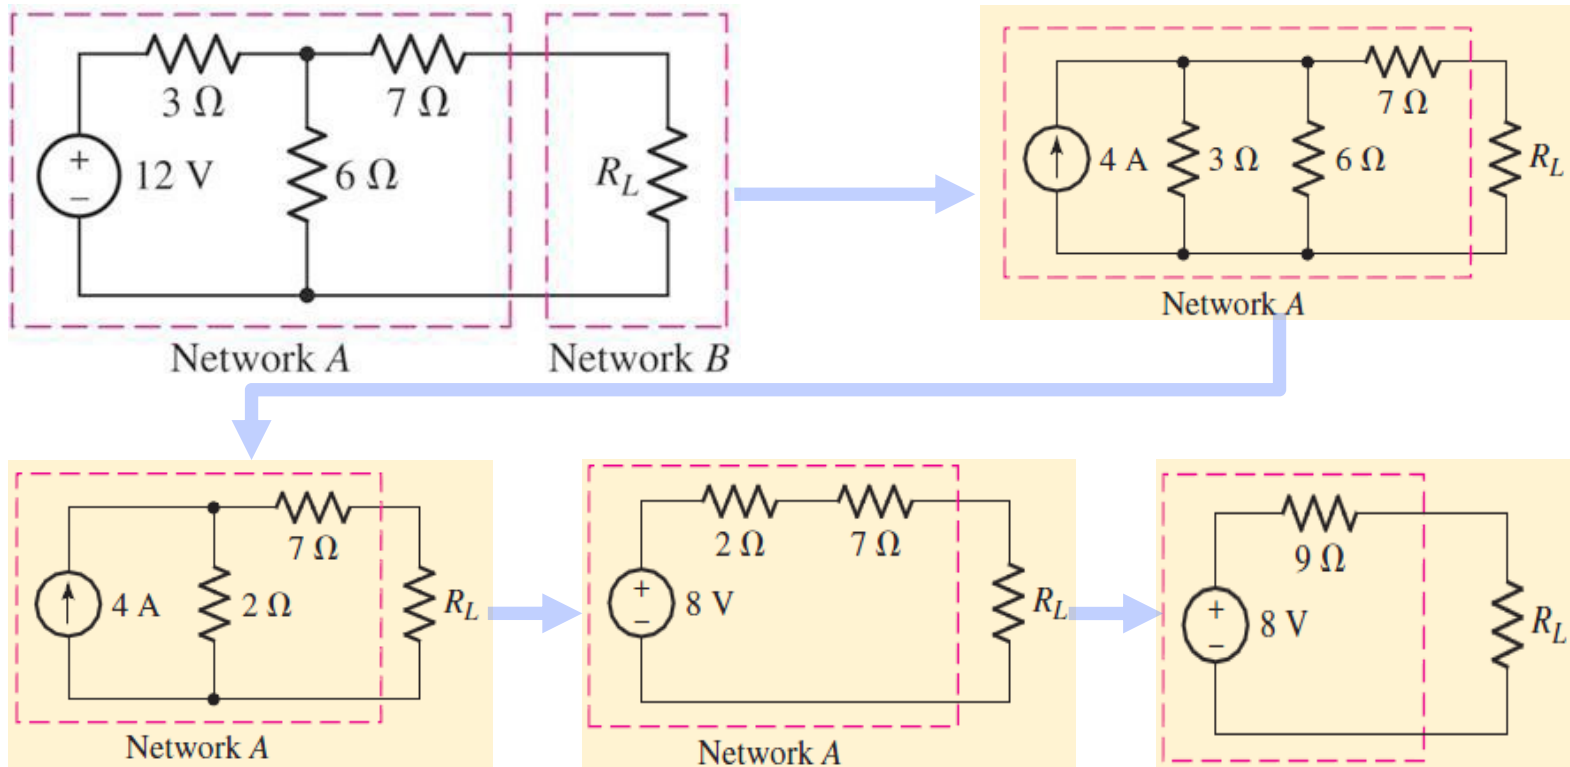 3 Ω
7 Ω
+
−
12 V
6 Ω
R_L
Network A
Network B
7 Ω
4 A
3 Ω
6 Ω
R_L
Network A
7 Ω
4 A
2 Ω
R_L
Network A
2 Ω
7 Ω
+
−
8 V
R_L
Network A
9 Ω
+
−
8 V
R_L